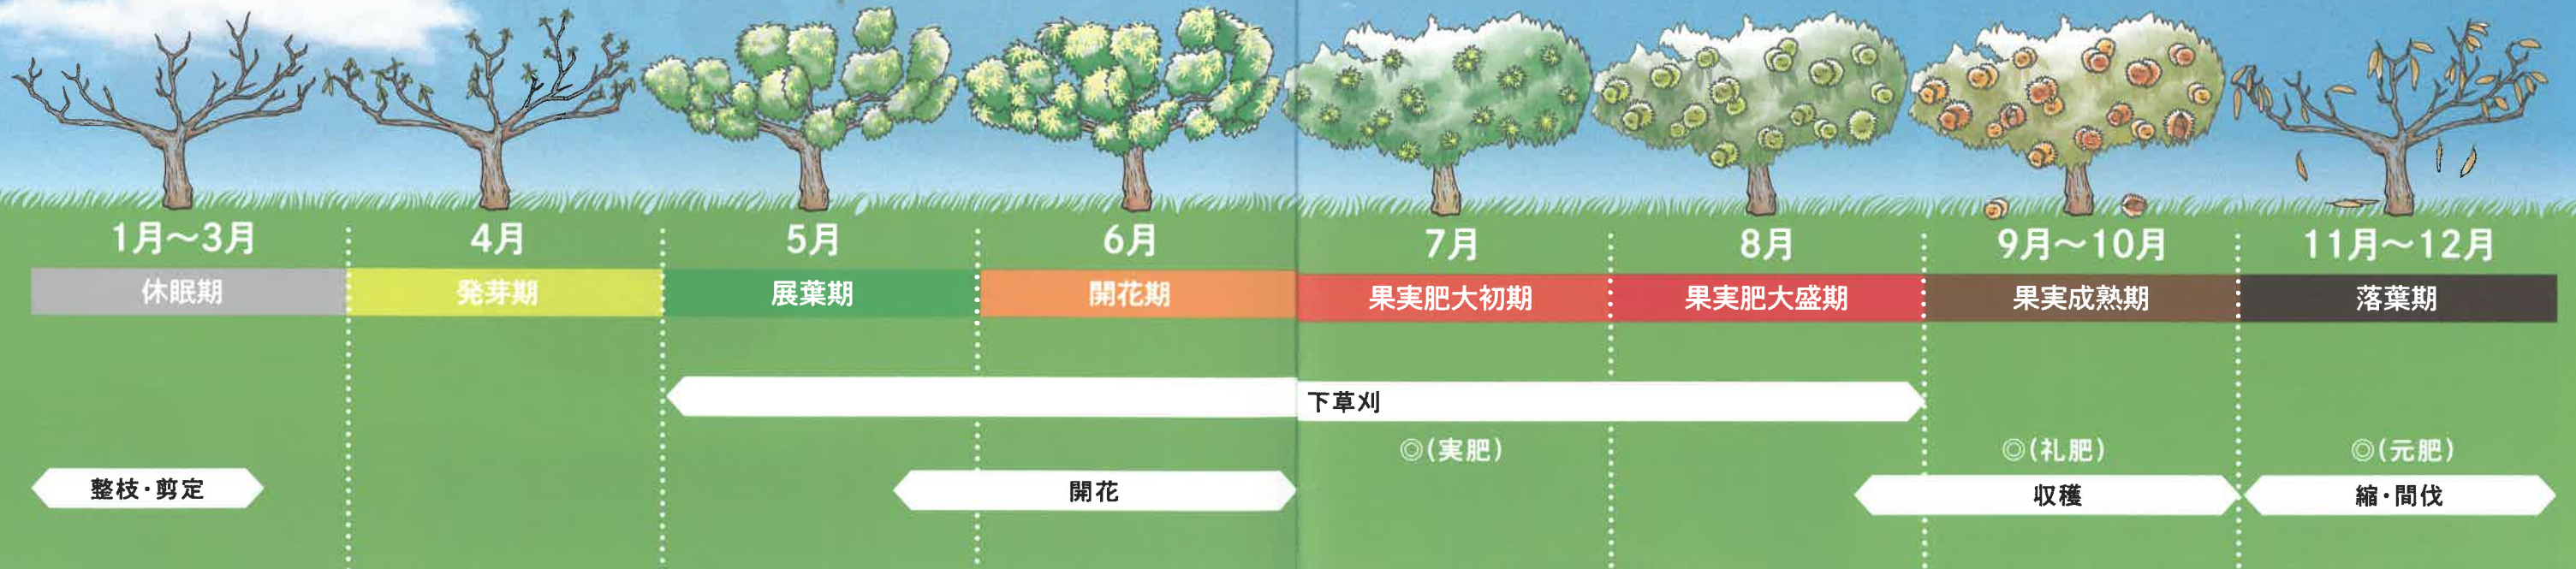 1月～3月
4月
5月
6月
7月
8月
9月～10月
11月～12月
休眠期
発芽期
展葉期
開花期
果実肥大初期
果実肥大盛期
果実成熟期
落葉期
下草刈
◎(実肥)
◎(礼肥)
◎(元肥)
整枝・剪定
開花
収穫
縮・間伐